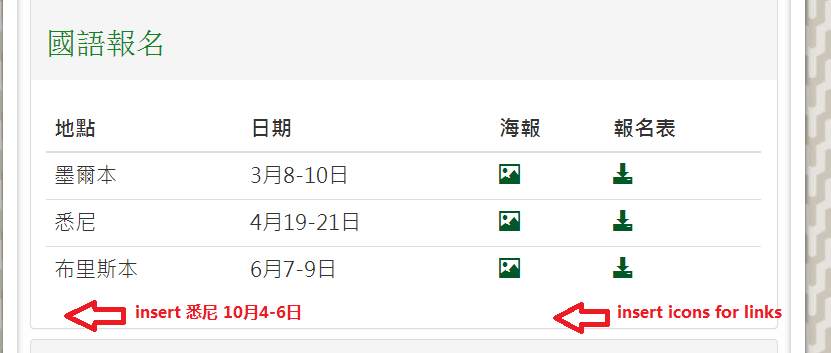 國語報名
地點 日期 海報 報名表
墨爾本 3月8-10日
悉尼 4月19-21日
布里斯本 6月7-9日
insert 悉尼 10月4-6日 insert icons for links